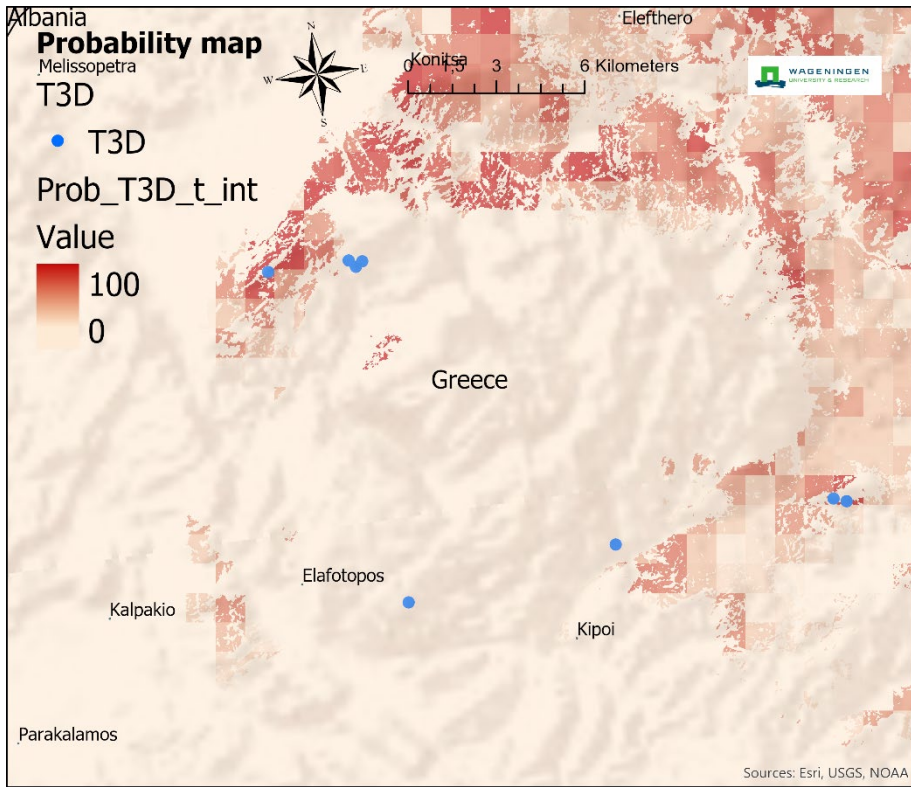 Albania
Elefthero
Probability map
N
Konitsa
Melissopetra
0 1,5 3 6 Kilometers
W E
S
WAGENINGEN
UNIVERSITY & RESEARCH
T3D
T3D
Prob_T3D_t_int
Value
100
0
Greece
Elafotopos
Kalpakio
Kipoi
Parakalamos
Sources: Esri, USGS, NOAA